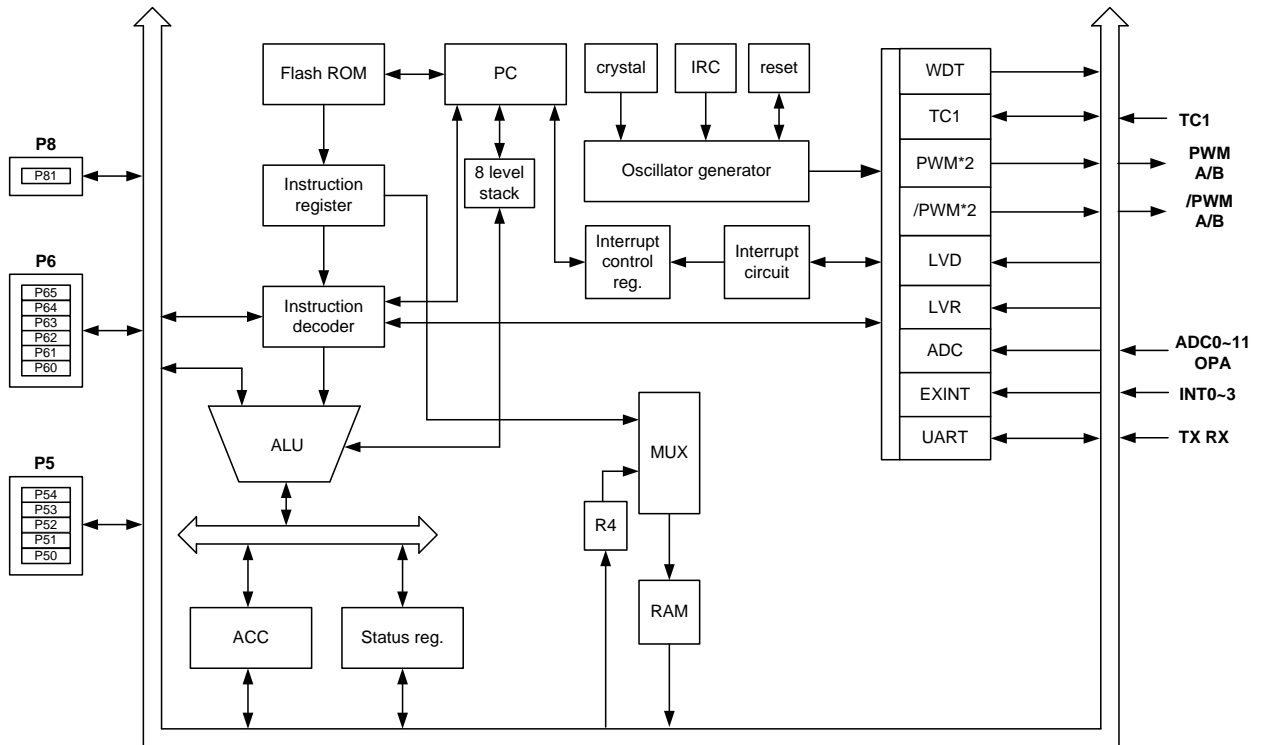 P8
P81
P6
P65
P64
P63
P62
P61
P60
P5
P54
P53
P52
P51
P50
Flash ROM
PC
crystal
IRC
reset
Instruction
register
8 level
stack
Oscillator generator
Interrupt
control
reg.
Interrupt
circuit
Instruction
decoder
ALU
MUX
R4
RAM
ACC
Status reg.
WDT
TC1
PWM*2
/PWM*2
LVD
LVR
ADC
EXINT
UART
TC1
PWM
A/B
/PWM
A/B
ADC0~11
OPA
INT0~3
TX RX